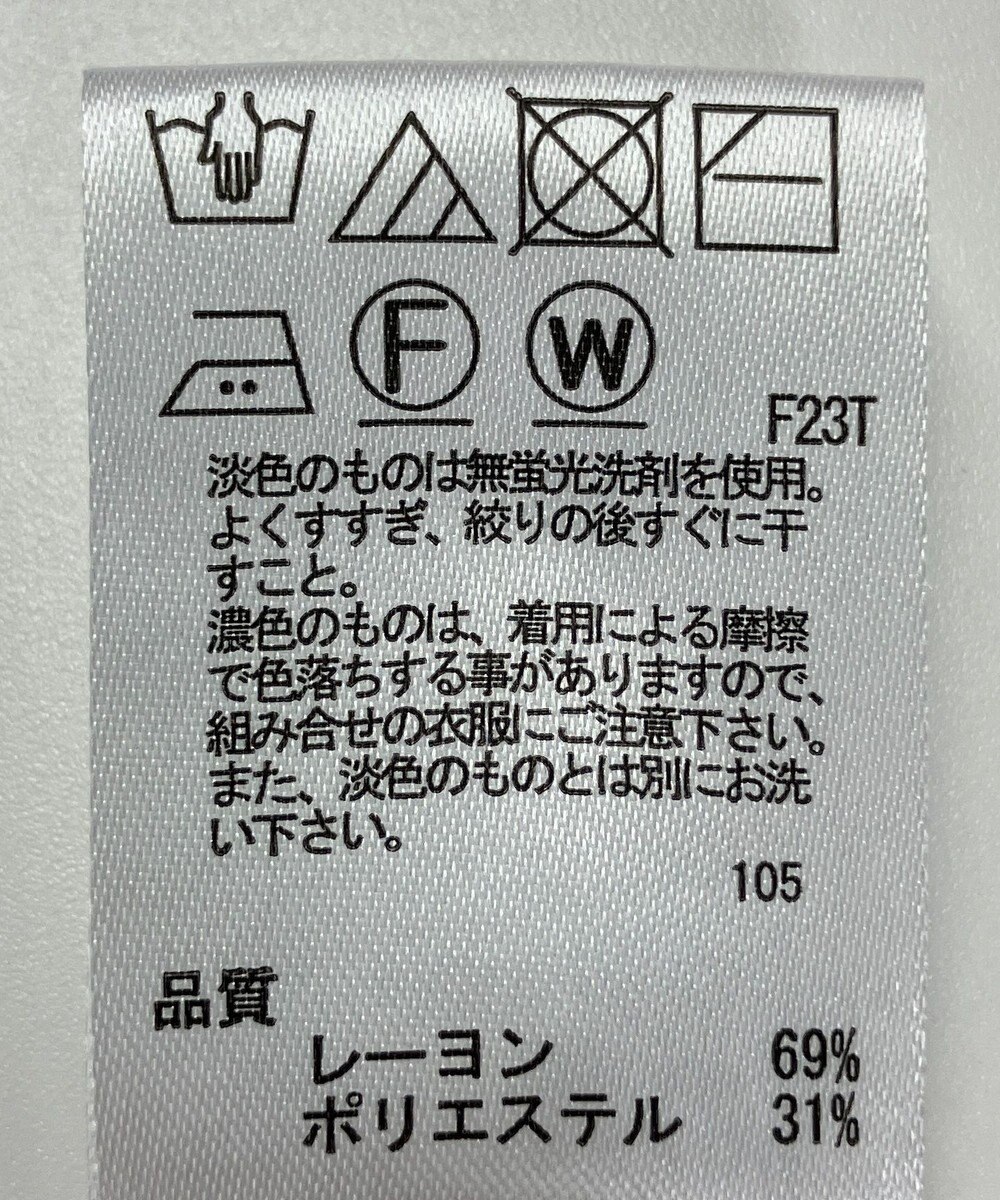 F W
F23T
淡色のものは無蛍光洗剤を使用。
よくすすぎ、絞りの後すぐに干
すこと。
濃色のものは、着用による摩擦
で色落ちする事がありますので、
組み合せの衣服にご注意下さい。
また、淡色のものとは別にお洗
い下さい。
105
品質
レーヨン 69%
ポリエステル 31%